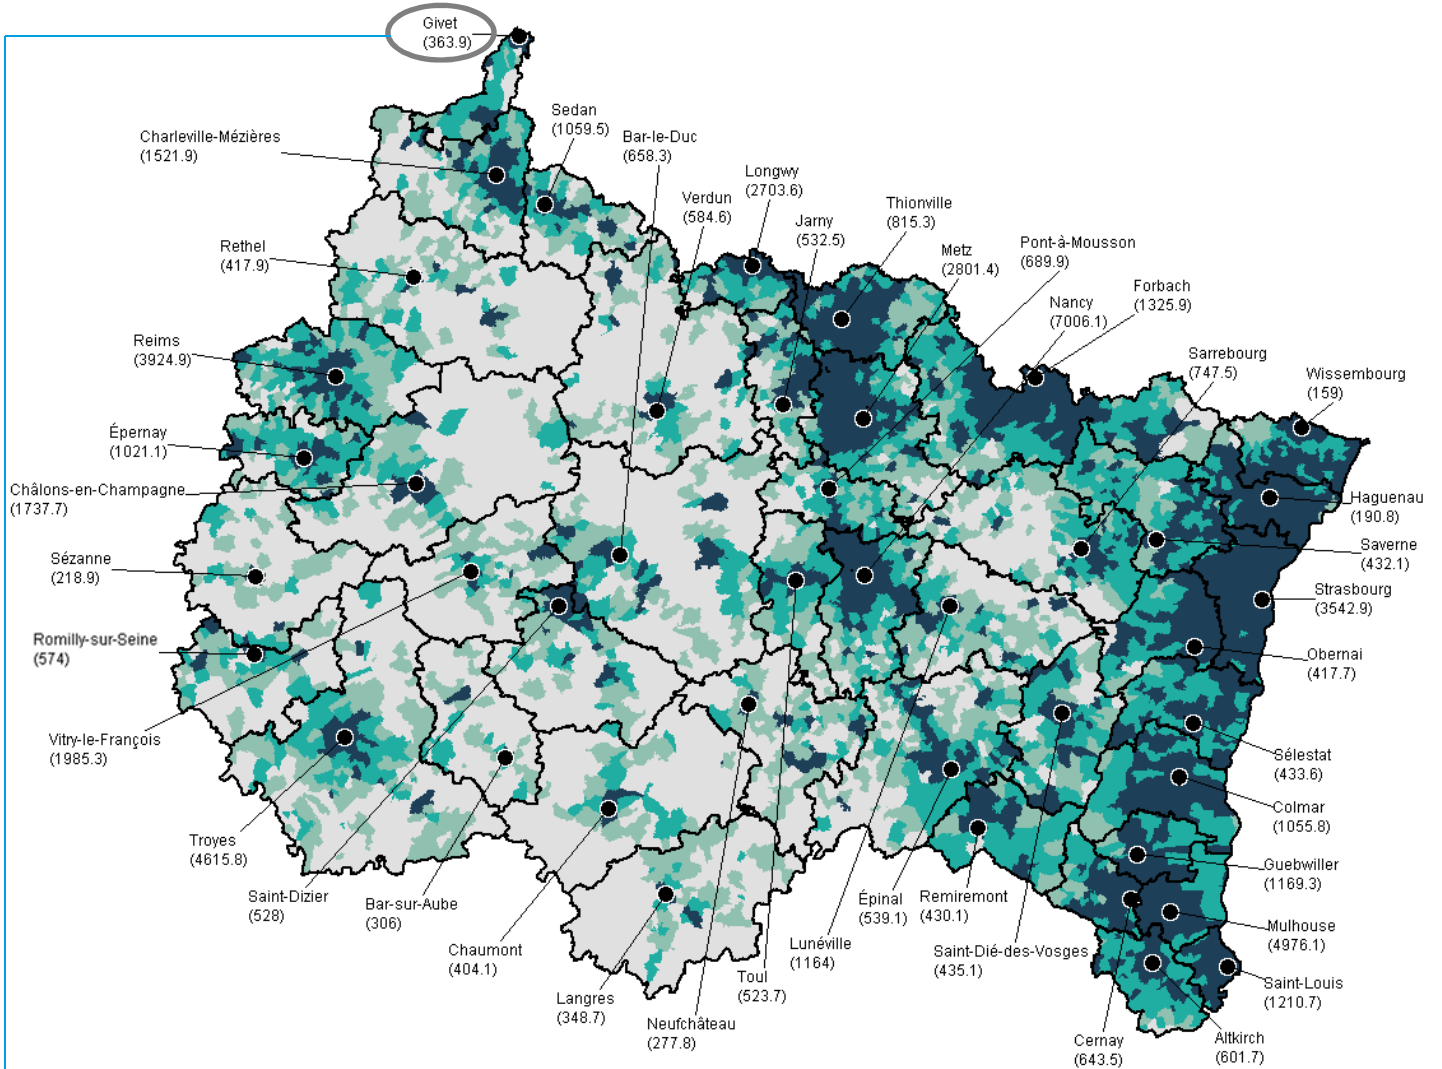 Givet
(363.9)
Sedan
(1059.5)
Charleville-Mézières
(1521.9)
Bar-le-Duc
(658.3)
Longwy
(2703.6)
Verdun
(584.6)
Thionville
(815.3)
Jarny
(532.5)
Pont-à-Mousson
(689.9)
Metz
(2801.4)
Rethel
(417.9)
Forbach
(1325.9)
Nancy
(7006.1)
Reims
(3924.9)
Sarrebourg
(747.5)
Wissembourg
(159)
Épernay
(1021.1)
Châlons-en-Champagne
(1737.7)
Haguenau
(190.8)
Saverne
(432.1)
Sézanne
(218.9)
Strasbourg
(3542.9)
Romilly-sur-Seine
(574)
Obernai
(417.7)
Vitry-le-François
(1985.3)
Sélestat
(433.6)
Colmar
(1055.8)
Troyes
(4615.8)
Guebwiller
(1169.3)
Saint-Dizier
(528)
Bar-sur-Aube
(306)
Épinal
(539.1)
Remiremont
(430.1)
Mulhouse
(4976.1)
Chaumont
(404.1)
Lunéville
(1164)
Saint-Dié-des-Vosges
(435.1)
Toul
(523.7)
Saint-Louis
(1210.7)
Langres
(348.7)
Neufchâteau
(277.8)
Cernay
(643.5)
Altkirch
(601.7)